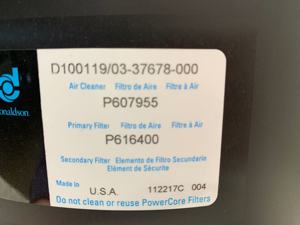 D100119/03-37678-000
Air Cleaner Filtro de Aire Filtre à Air
P607955
Primary Filter Filtro de Aire Filtre à Air
P616400
Secondary Filter Elemento de Filtro Secundario
Elément de Sécurité
Made In U.S.A. 112217C 004
Do not clean or reuse PowerCore Filters
onaldson